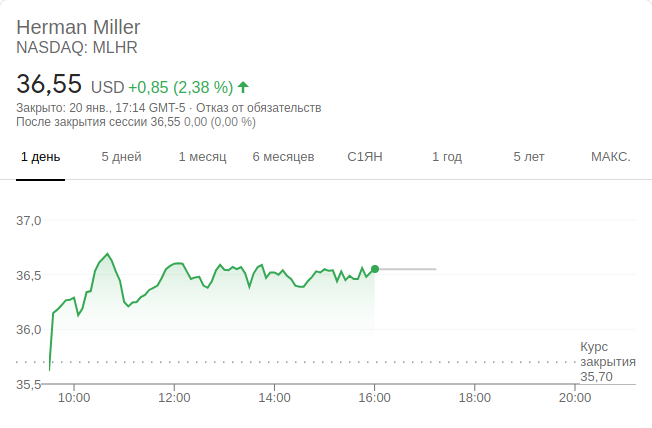 Herman Miller
NASDAQ: MLHR
36,55 USD +0,85 (2,38 %)
Закрыто: 20 янв., 17:14 GMT-5 · Отказ от обязательств
После закрытия сессии 36,55 0,00 (0,00 %)
1 день 5 дней 1 месяц 6 месяцев С1ЯН 1 год 5 лет МАКС.
37,0
36,5
36,0
Курс
закрытия
35,70
35,5
10:00 12:00 14:00 16:00 18:00 20:00